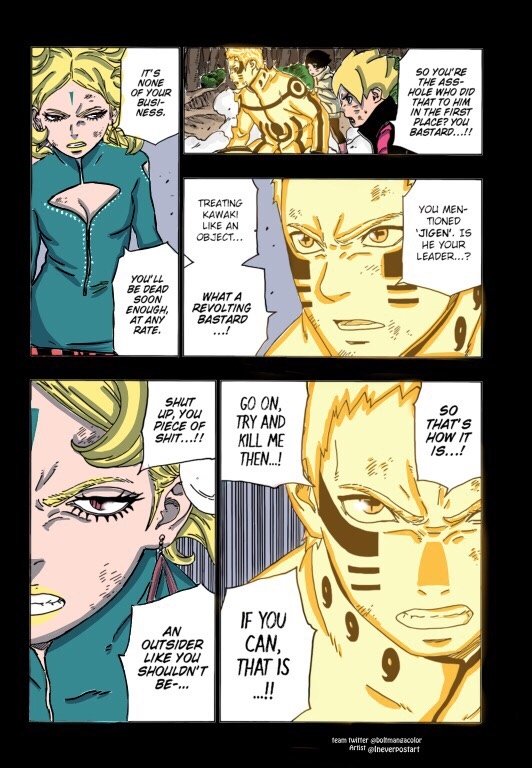 SO YOU'RE
THE ASS-
HOLE WHO DID
THAT TO HIM
IN THE FIRST
PLACE? YOU
BASTARD...!!
IT'S
NONE
OF YOUR
BUSI-
NESS.
YOU'LL
BE DEAD
SOON
ENOUGH,
AT ANY
RATE.
YOU MEN-
TIONED
'JIGEN'. IS
HE YOUR
LEADER...?
TREATING
KAWAKI
LIKE AN
OBJECT...
WHAT A
REVOLTING
BASTARD
...!
SO
THAT'S
HOW IT
IS...!
GO ON,
TRY AND
KILL ME
THEN...!
IF YOU
CAN,
THAT IS
...!!
SHUT
UP, YOU
PIECE OF
SHIT...!!
AN
OUTSIDER
LIKE YOU
SHOULDN'T
BE-...
team twitter @boltmangacolor
Artist @Ineverpostart